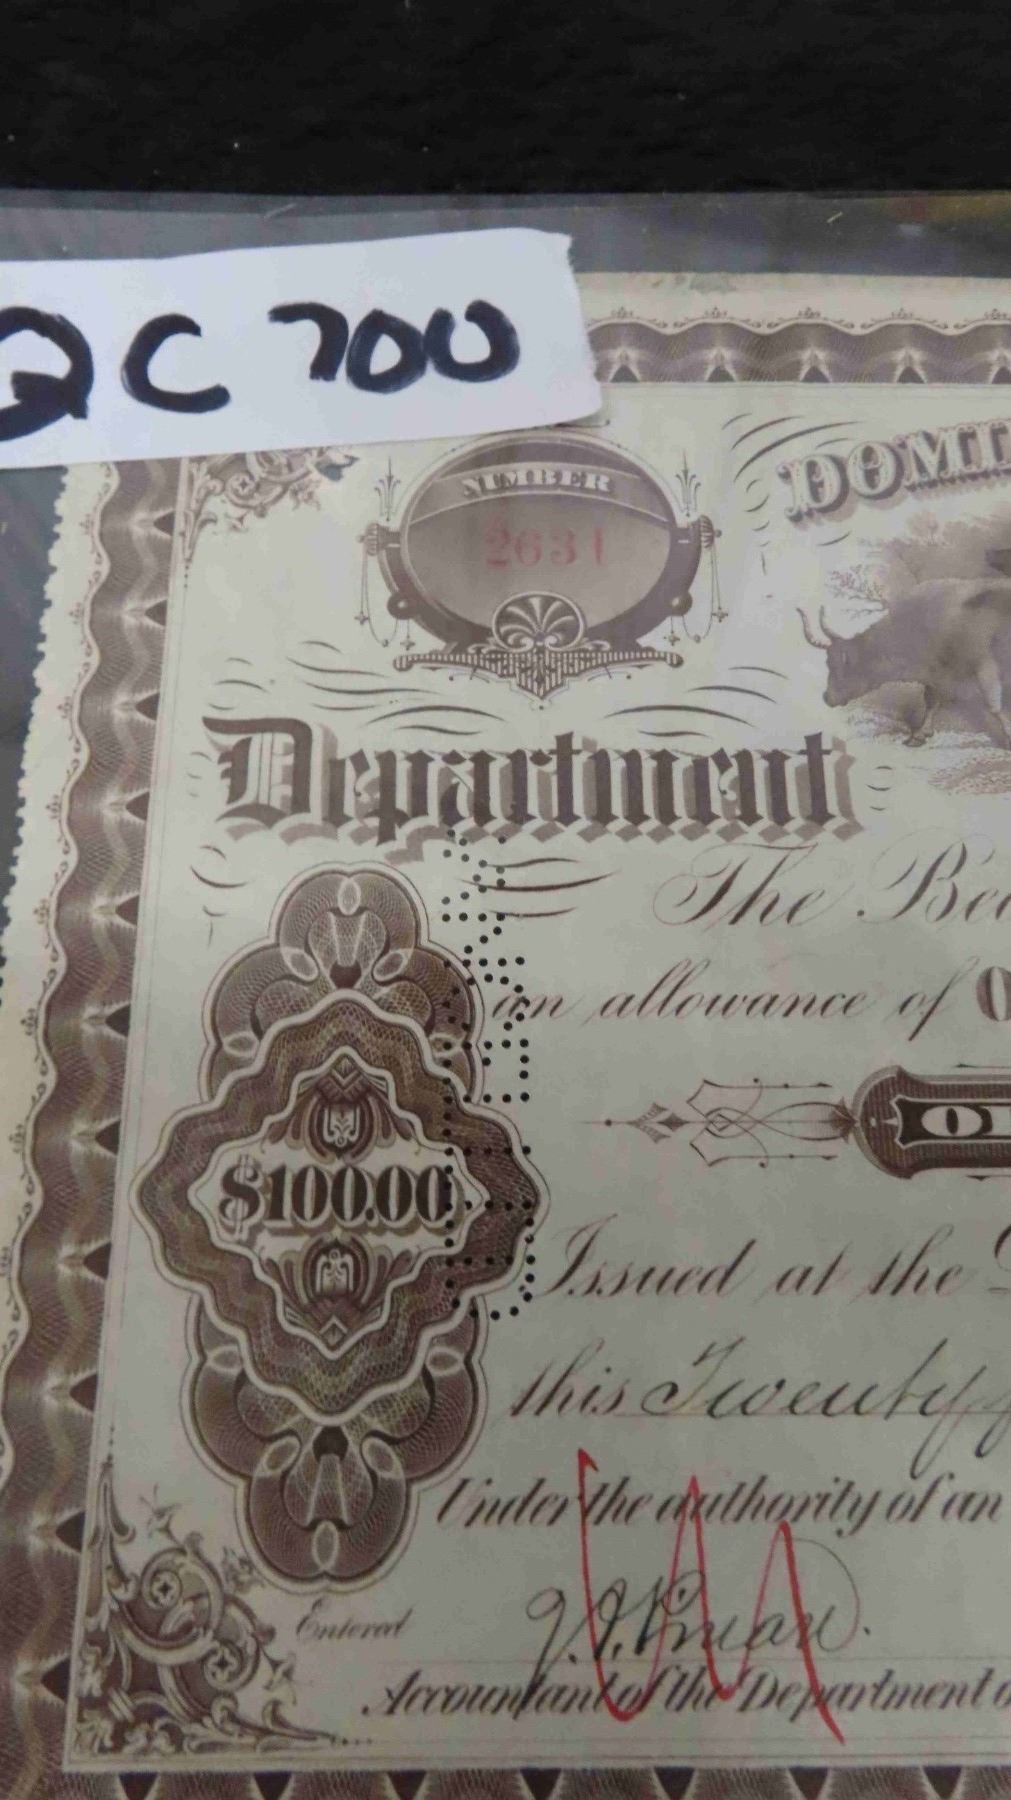 QC 700
NUMBER
2631
DOMI
Department
The Bea
an allowance of O
$100.00
Issued at the
this Twenty f
Under the authority of an
Entered
Accountant of the Department o